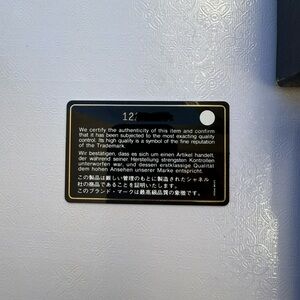 12
We certify the authenticity of this item and confirm
that it has been subjected to the most exacting quality
control. Its high quality is a symbol of the fine reputation
of the Trademark.
Wir bestätigen, dass es sich um einen Artikel handelt,
der während seiner Herstellung strengsten Kontrollen
unterworfen war, und dessen erstklassige Qualität
dem hohen Ansehen unserer Marke entspricht.
この製品は厳しい管理のもとに製造されたシャネル
社の商品であることを証明いたします。
このブランド・マークは最高級品質の象徴です。